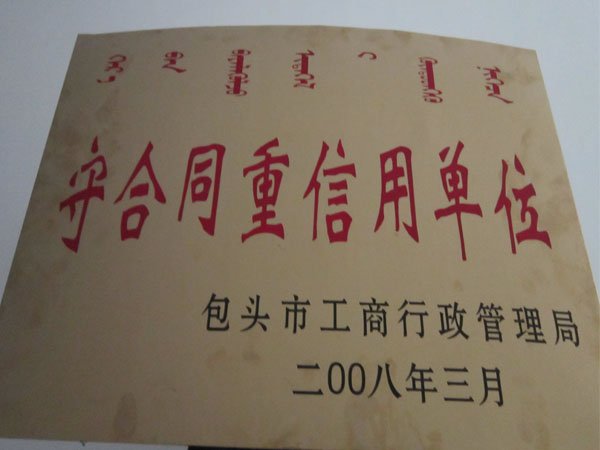 守合同重信用单位
包头市工商行政管理局
二00八年三月